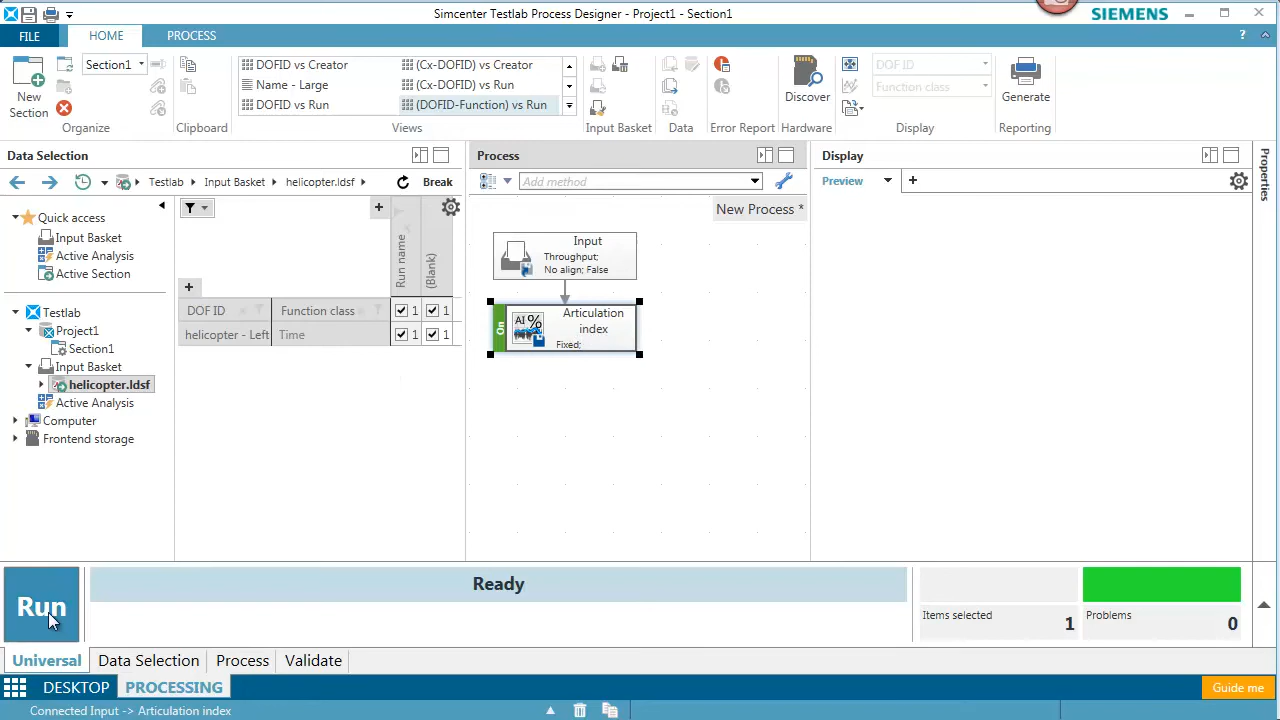 Simcenter Testlab Process Designer - Project1 - Section1
SIEMENS
FILE
HOME
PROCESS
?
New
Section
Section1
Organize
Clipboard
DOFID vs Creator
(Cx-DOFID) vs Creator
Name - Large
(Cx-DOFID) vs Run
DOFID vs Run
(DOFID-Function) vs Run
Views
Input Basket
Data
Error Report
Discover
Hardware
DOF ID
Function class
Display
Generate
Reporting
Data Selection
Testlab
Input Basket
helicopter.ldsf
Break
Quick access
Input Basket
Active Analysis
Active Section
Testlab
Project1
Section1
Input Basket
helicopter.ldsf
Active Analysis
Computer
Frontend storage
+
Run name
(Blank)
+
DOF ID
Function class
1
1
helicopter - Left
Time
1
1
Process
Add method
New Process *
Input
Throughput;
No align; False
On
AI%
Articulation
index
Fixed;
Display
Preview
+
Properties
Run
Ready
Items selected
1
Problems
0
Universal
Data Selection
Process
Validate
DESKTOP
PROCESSING
Guide me
Connected Input -> Articulation index